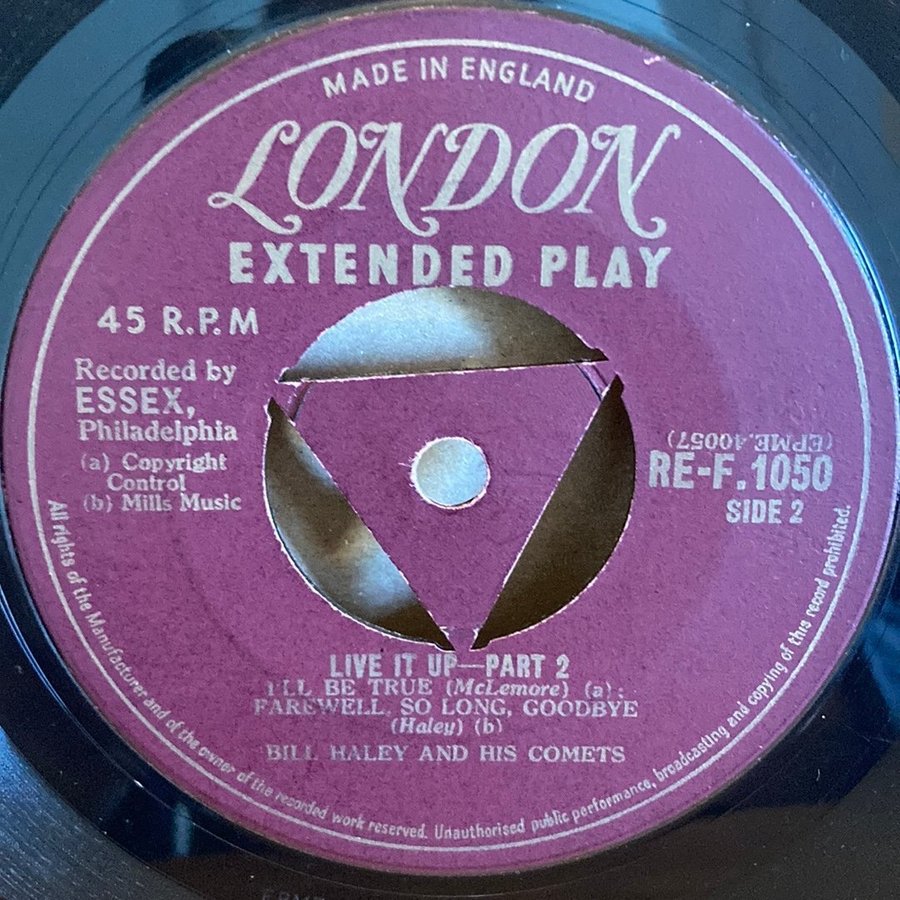 MADE IN ENGLAND
LONDON
EXTENDED PLAY
45 R.P.M
Recorded by
ESSEX,
Philadelphia
(a) Copyright
Control
(b) Mills Music
(EPME.40057)
RE-F.1050
SIDE 2
LIVE IT UP—PART 2
I'LL BE TRUE (McLemore) (a);
FAREWELL, SO LONG, GOODBYE
(Haley) (b)
BILL HALEY AND HIS COMETS
All rights of the Manufacturer and of the owner of the recorded work reserved. Unauthorised public performance, broadcasting and copying of this record prohibited.